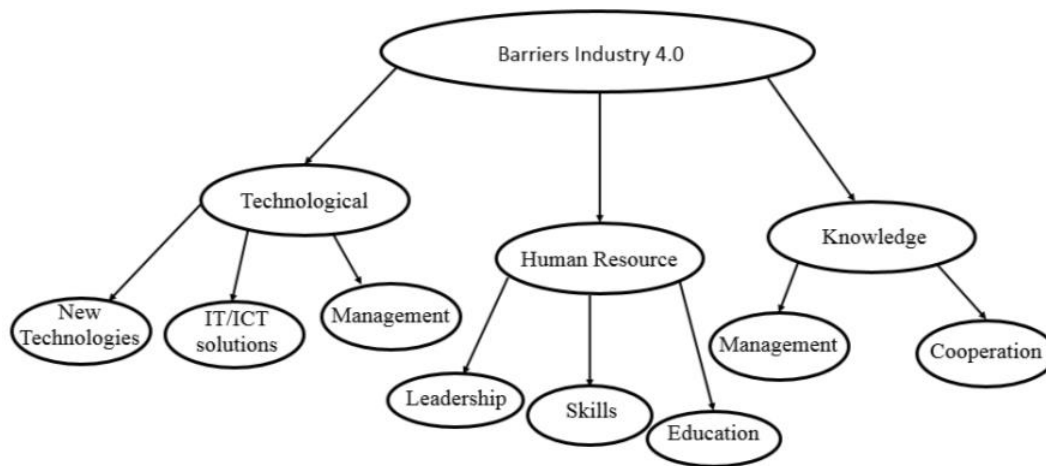 Barriers Industry 4.0
Technological
Human Resource
Knowledge
New
Technologies
IT/ICT
solutions
Management
Leadership
Skills
Education
Management
Cooperation